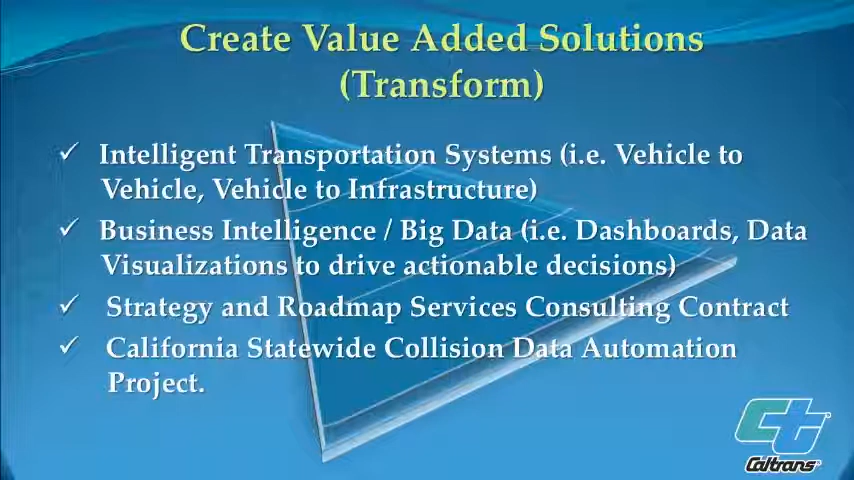 Create Value Added Solutions
(Transform)
✓ Intelligent Transportation Systems (i.e. Vehicle to
Vehicle, Vehicle to Infrastructure)
✓ Business Intelligence / Big Data (i.e. Dashboards, Data
Visualizations to drive actionable decisions)
✓ Strategy and Roadmap Services Consulting Contract
✓ California Statewide Collision Data Automation
Project.
ct
Caltrans®